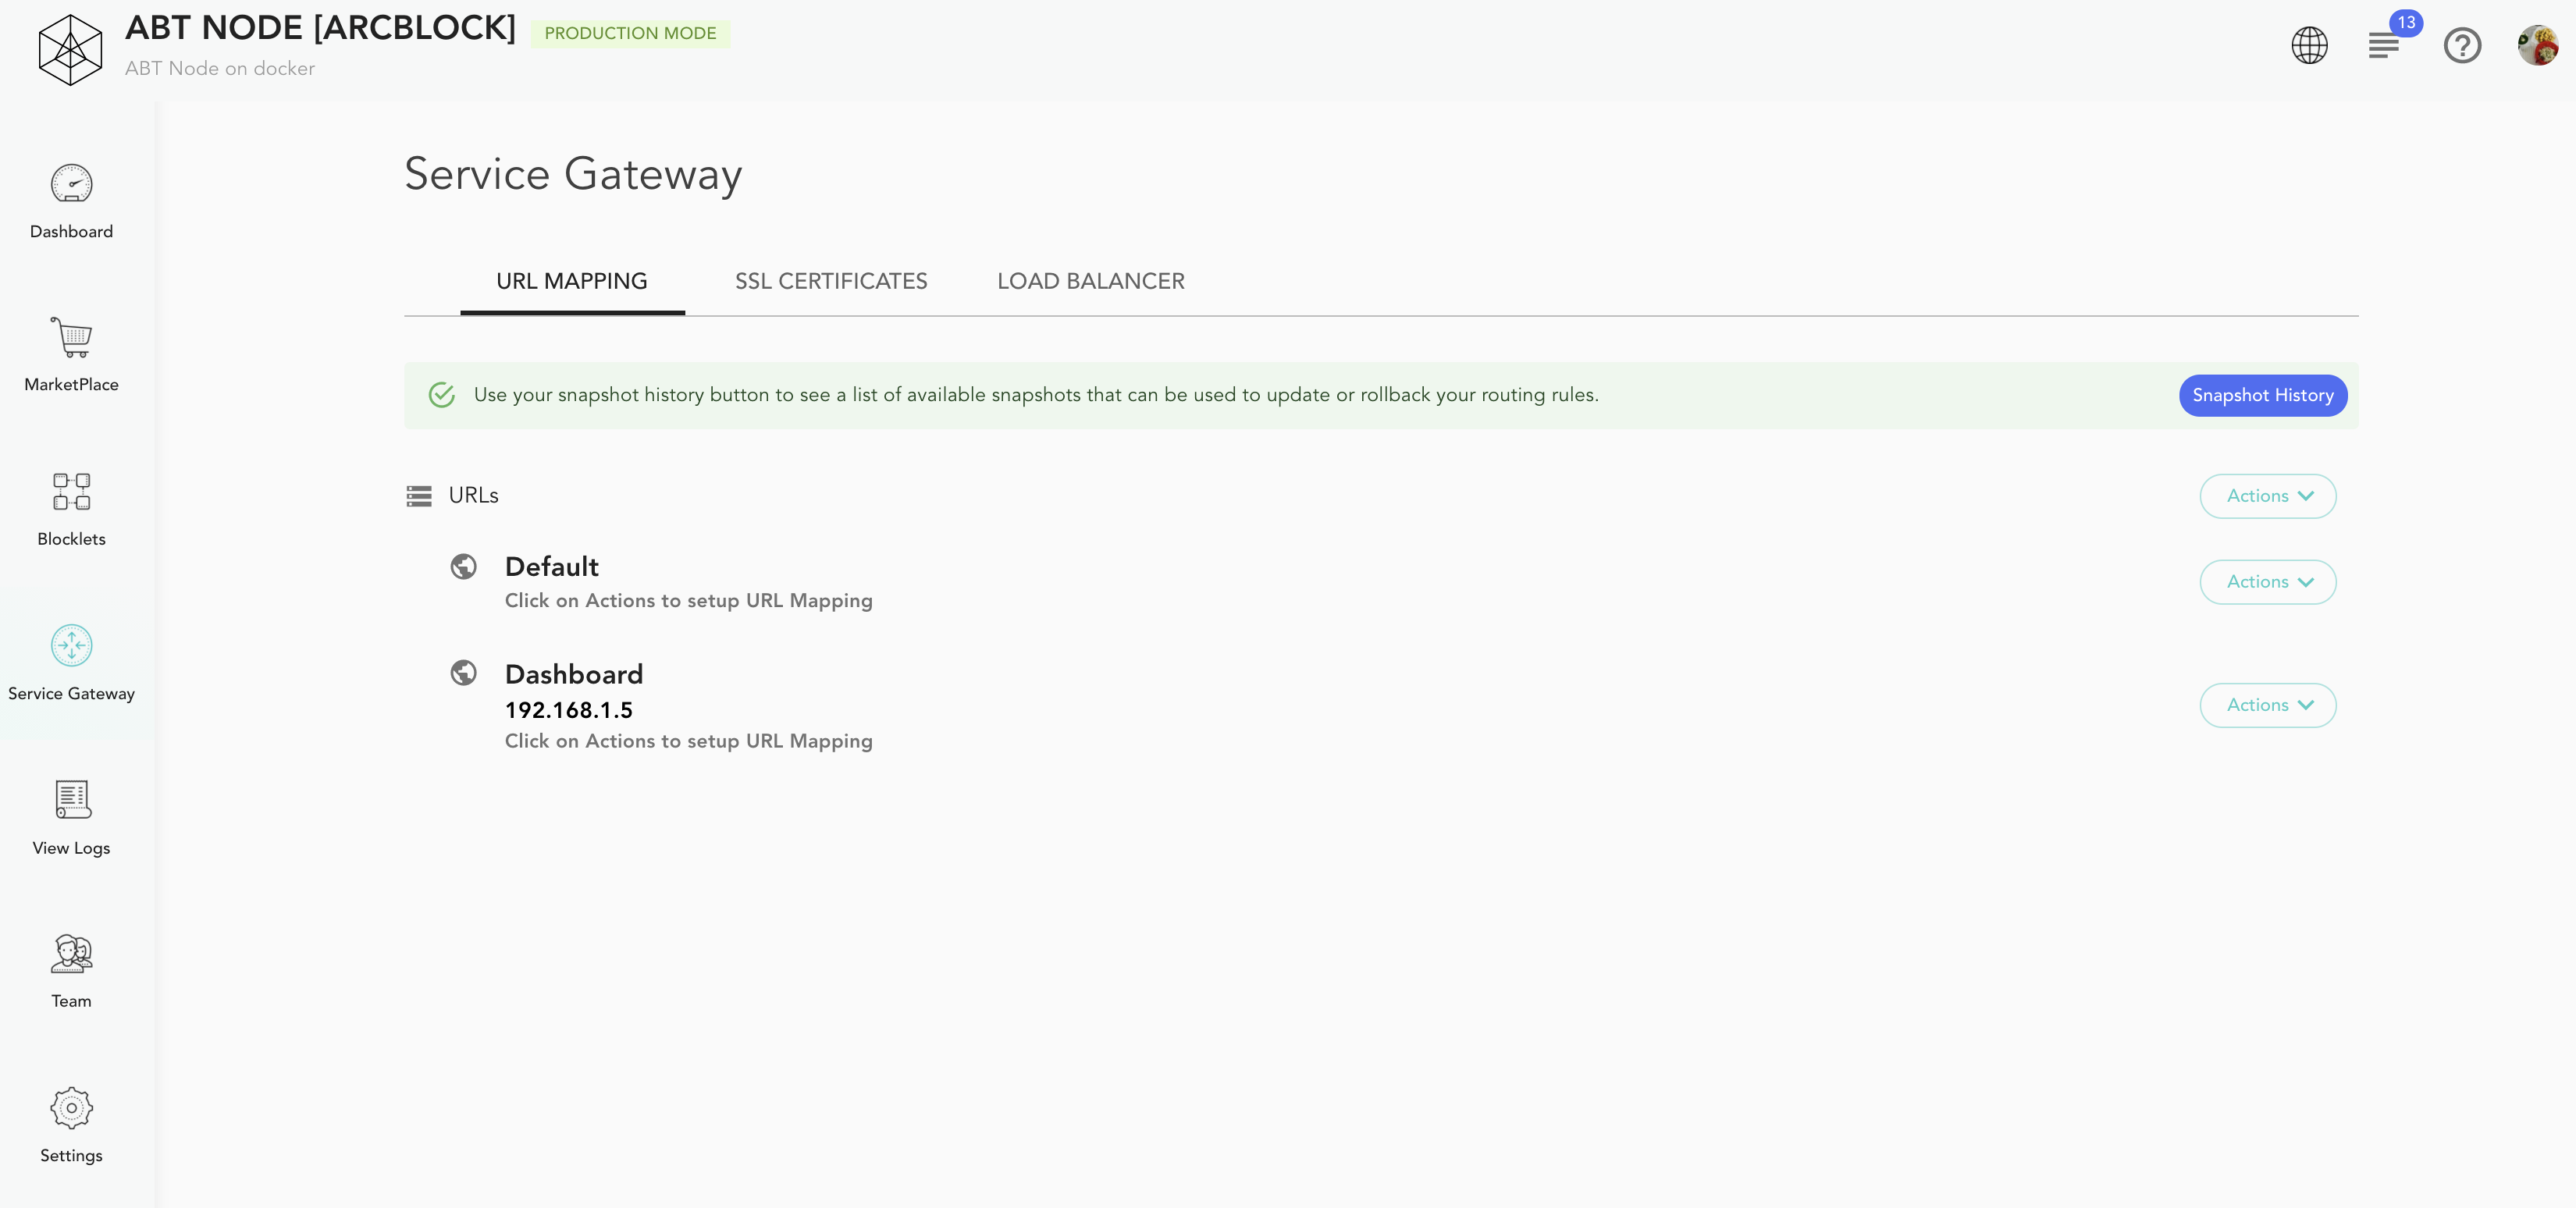 ABT NODE [ARCBLOCK]
PRODUCTION MODE
ABT Node on docker
13
Dashboard
MarketPlace
Blocklets
Service Gateway
View Logs
Team
Settings
Service Gateway
URL MAPPING
SSL CERTIFICATES
LOAD BALANCER
Use your snapshot history button to see a list of available snapshots that can be used to update or rollback your routing rules.
Snapshot History
URLs
Actions
Default
Click on Actions to setup URL Mapping
Actions
Dashboard
192.168.1.5
Click on Actions to setup URL Mapping
Actions